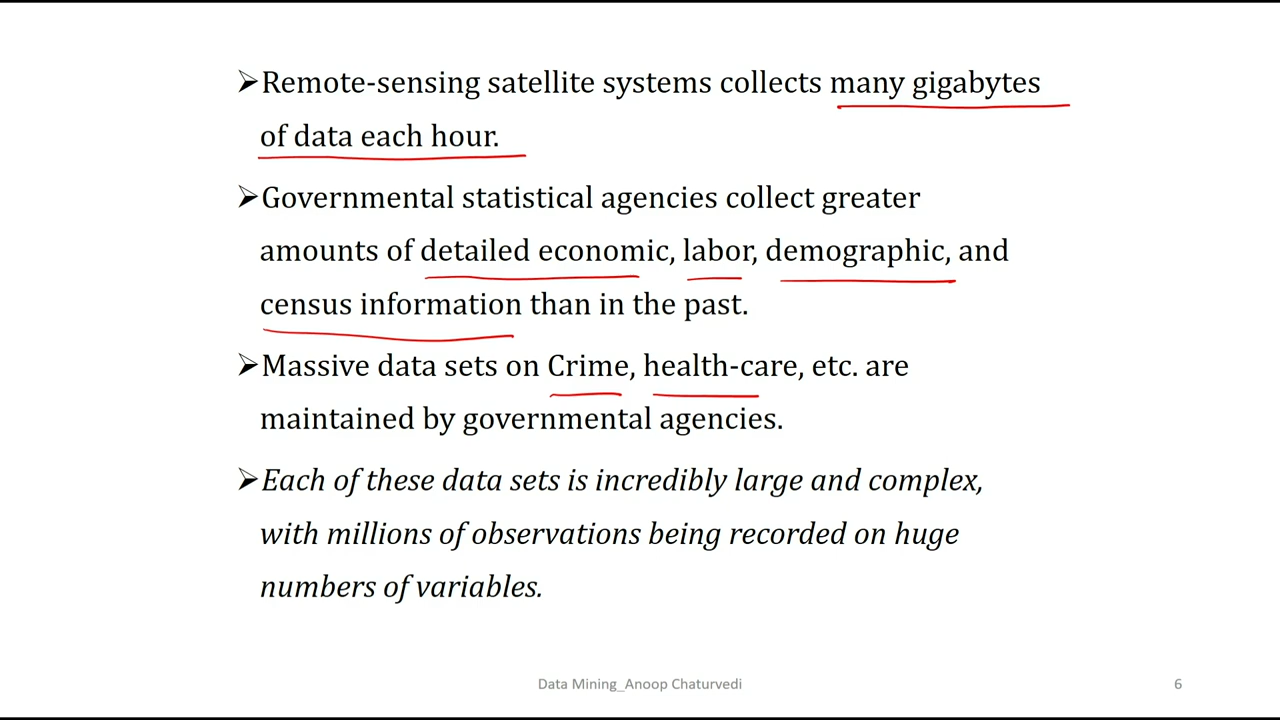 ➢Remote-sensing satellite systems collects many gigabytes
of data each hour.
➢Governmental statistical agencies collect greater
amounts of detailed economic, labor, demographic, and
census information than in the past.
➢Massive data sets on Crime, health-care, etc. are
maintained by governmental agencies.
➢Each of these data sets is incredibly large and complex,
with millions of observations being recorded on huge
numbers of variables.
Data Mining_Anoop Chaturvedi
6